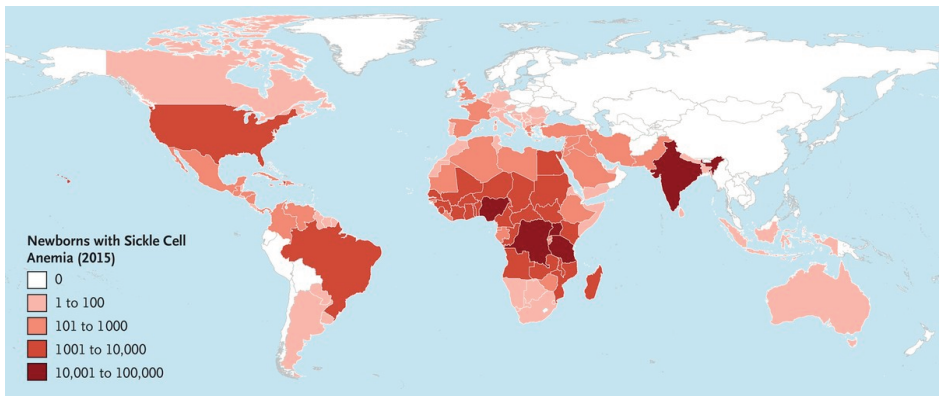 Newborns with Sickle Cell
Anemia (2015)
0
1 to 100
101 to 1000
1001 to 10,000
10,001 to 100,000